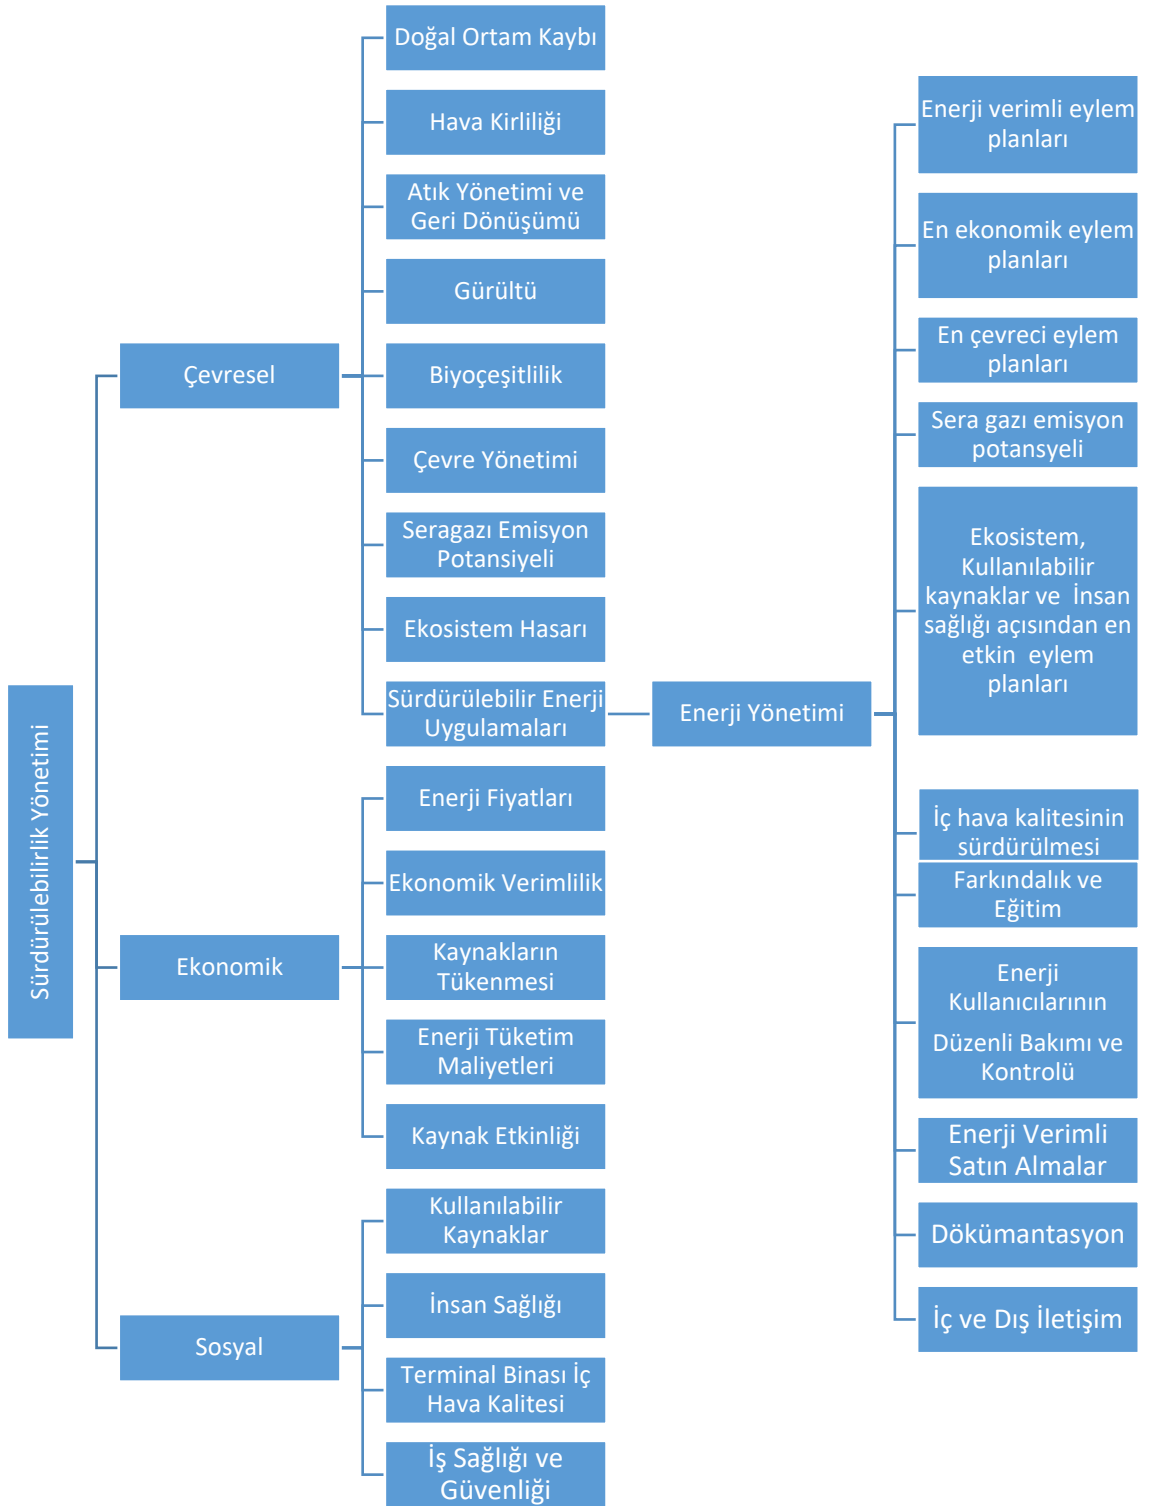 Sürdürülebilirlik Yönetimi
Çevresel
Doğal Ortam Kaybı
Hava Kirliliği
Atık Yönetimi ve
Geri Dönüşümü
Gürültü
Biyoçeşitlilik
Çevre Yönetimi
Seragazı Emisyon
Potansiyeli
Ekosistem Hasarı
Sürdürülebilir Enerji
Uygulamaları
Enerji Yönetimi
Enerji verimli eylem
planları
En ekonomik eylem
planları
En çevreci eylem
planları
Sera gazı emisyon
potansyeli
Ekosistem,
Kullanılabilir
kaynaklar ve İnsan
sağlığı açısından en
etkin eylem
planları
İç hava kalitesinin
sürdürülmesi
Farkındalık ve
Eğitim
Enerji
Kullanıcılarının
Düzenli Bakımı ve
Kontrolü
Enerji Verimli
Satın Almalar
Dökümantasyon
İç ve Dış İletişim
Ekonomik
Enerji Fiyatları
Ekonomik Verimlilik
Kaynakların
Tükenmesi
Enerji Tüketim
Maliyetleri
Kaynak Etkinliği
Sosyal
Kullanılabilir
Kaynaklar
İnsan Sağlığı
Terminal Binası İç
Hava Kalitesi
İş Sağlığı ve
Güvenliği